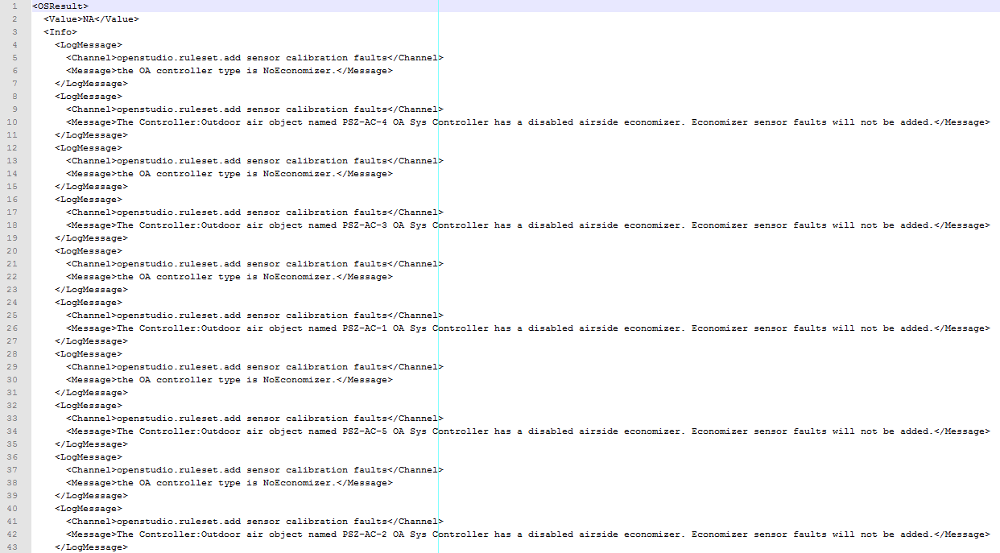 1 <OSResult>
2 <Value>NA</Value>
3 <Info>
4 <LogMessage>
5 <Channel>openstudio.ruleset.add sensor calibration faults</Channel>
6 <Message>the OA controller type is NoEconomizer.</Message>
7 </LogMessage>
8 <LogMessage>
9 <Channel>openstudio.ruleset.add sensor calibration faults</Channel>
10 <Message>The Controller:Outdoor air object named PSZ-AC-4 OA Sys Controller has a disabled airside economizer. Economizer sensor faults will not be added.</Message>
11 </LogMessage>
12 <LogMessage>
13 <Channel>openstudio.ruleset.add sensor calibration faults</Channel>
14 <Message>the OA controller type is NoEconomizer.</Message>
15 </LogMessage>
16 <LogMessage>
17 <Channel>openstudio.ruleset.add sensor calibration faults</Channel>
18 <Message>The Controller:Outdoor air object named PSZ-AC-3 OA Sys Controller has a disabled airside economizer. Economizer sensor faults will not be added.</Message>
19 </LogMessage>
20 <LogMessage>
21 <Channel>openstudio.ruleset.add sensor calibration faults</Channel>
22 <Message>the OA controller type is NoEconomizer.</Message>
23 </LogMessage>
24 <LogMessage>
25 <Channel>openstudio.ruleset.add sensor calibration faults</Channel>
26 <Message>The Controller:Outdoor air object named PSZ-AC-1 OA Sys Controller has a disabled airside economizer. Economizer sensor faults will not be added.</Message>
27 </LogMessage>
28 <LogMessage>
29 <Channel>openstudio.ruleset.add sensor calibration faults</Channel>
30 <Message>the OA controller type is NoEconomizer.</Message>
31 </LogMessage>
32 <LogMessage>
33 <Channel>openstudio.ruleset.add sensor calibration faults</Channel>
34 <Message>The Controller:Outdoor air object named PSZ-AC-5 OA Sys Controller has a disabled airside economizer. Economizer sensor faults will not be added.</Message>
35 </LogMessage>
36 <LogMessage>
37 <Channel>openstudio.ruleset.add sensor calibration faults</Channel>
38 <Message>the OA controller type is NoEconomizer.</Message>
39 </LogMessage>
40 <LogMessage>
41 <Channel>openstudio.ruleset.add sensor calibration faults</Channel>
42 <Message>The Controller:Outdoor air object named PSZ-AC-2 OA Sys Controller has a disabled airside economizer. Economizer sensor faults will not be added.</Message>
43 </LogMessage>